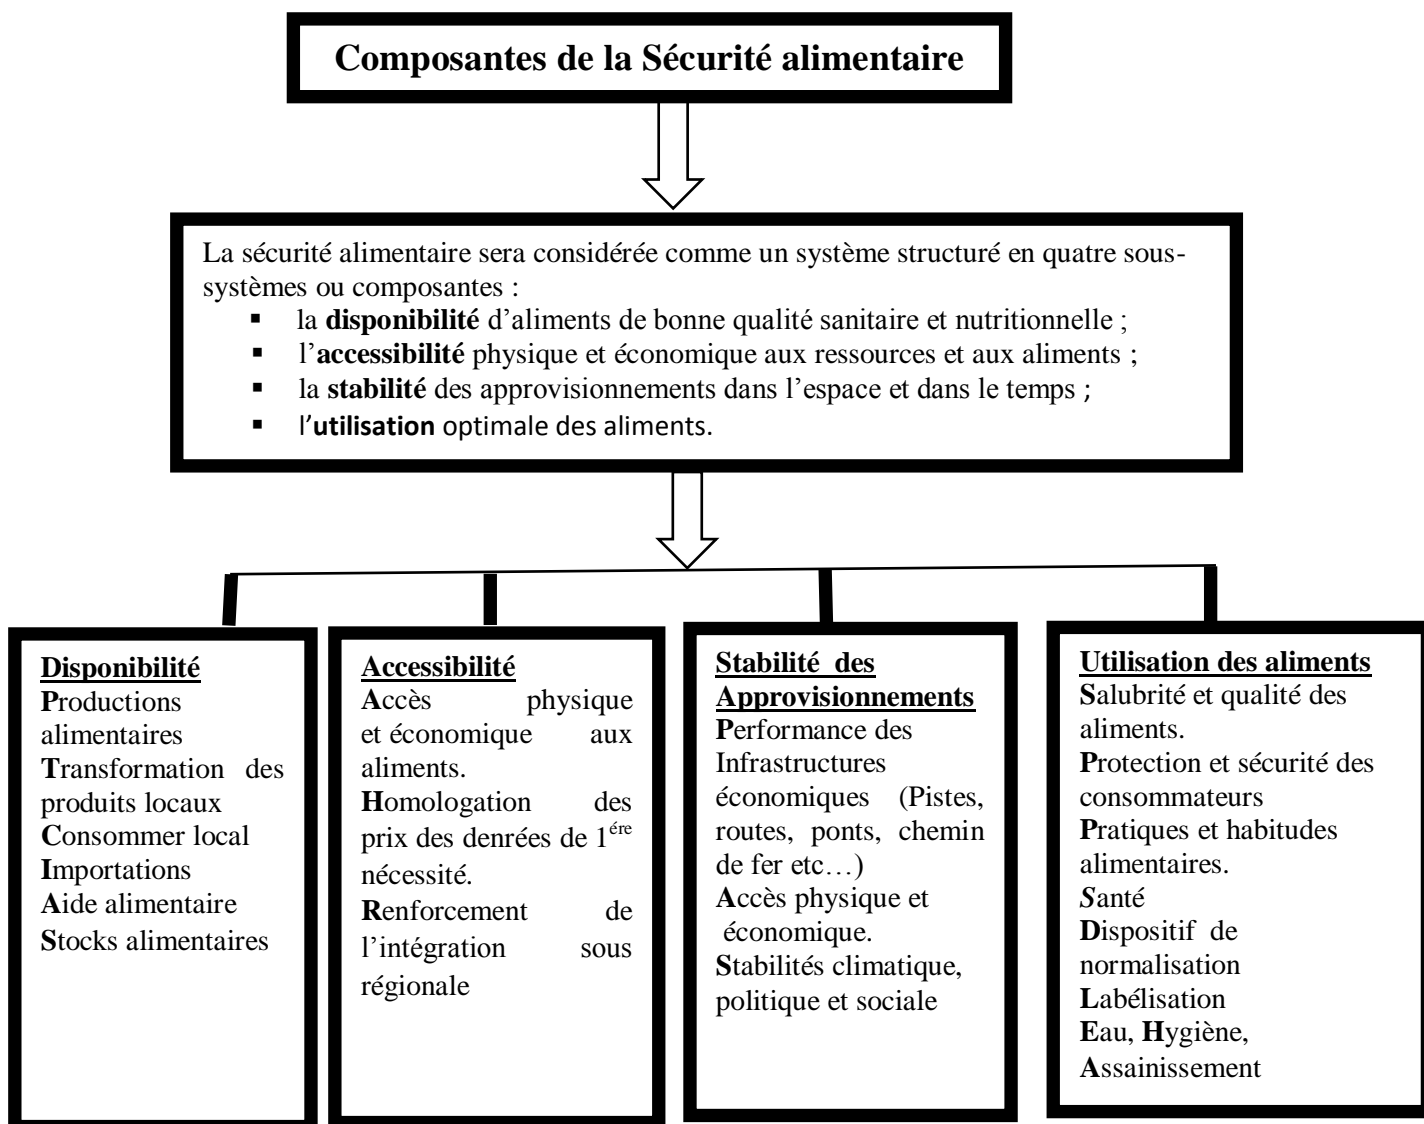 Composantes de la Sécurité alimentaire
La sécurité alimentaire sera considérée comme un système structuré en quatre sous-
systèmes ou composantes :
▪ la disponibilité d’aliments de bonne qualité sanitaire et nutritionnelle ;
▪ l’accessibilité physique et économique aux ressources et aux aliments ;
▪ la stabilité des approvisionnements dans l’espace et dans le temps ;
▪ l’utilisation optimale des aliments.
Disponibilité
Productions
alimentaires
Transformation des
produits locaux
Consommer local
Importations
Aide alimentaire
Stocks alimentaires
Accessibilité
Accès physique
et économique aux
aliments.
Homologation des
prix des denrées de 1ére
nécessité.
Renforcement de
l’intégration sous
régionale
Stabilité des
Approvisionnements
Performance des
Infrastructures
économiques (Pistes,
routes, ponts, chemin
de fer etc…)
Accès physique et
économique.
Stabilités climatique,
politique et sociale
Utilisation des aliments
Salubrité et qualité des
aliments.
Protection et sécurité des
consommateurs
Pratiques et habitudes
alimentaires.
Santé
Dispositif de
normalisation
Labélisation
Eau, Hygiène,
Assainissement